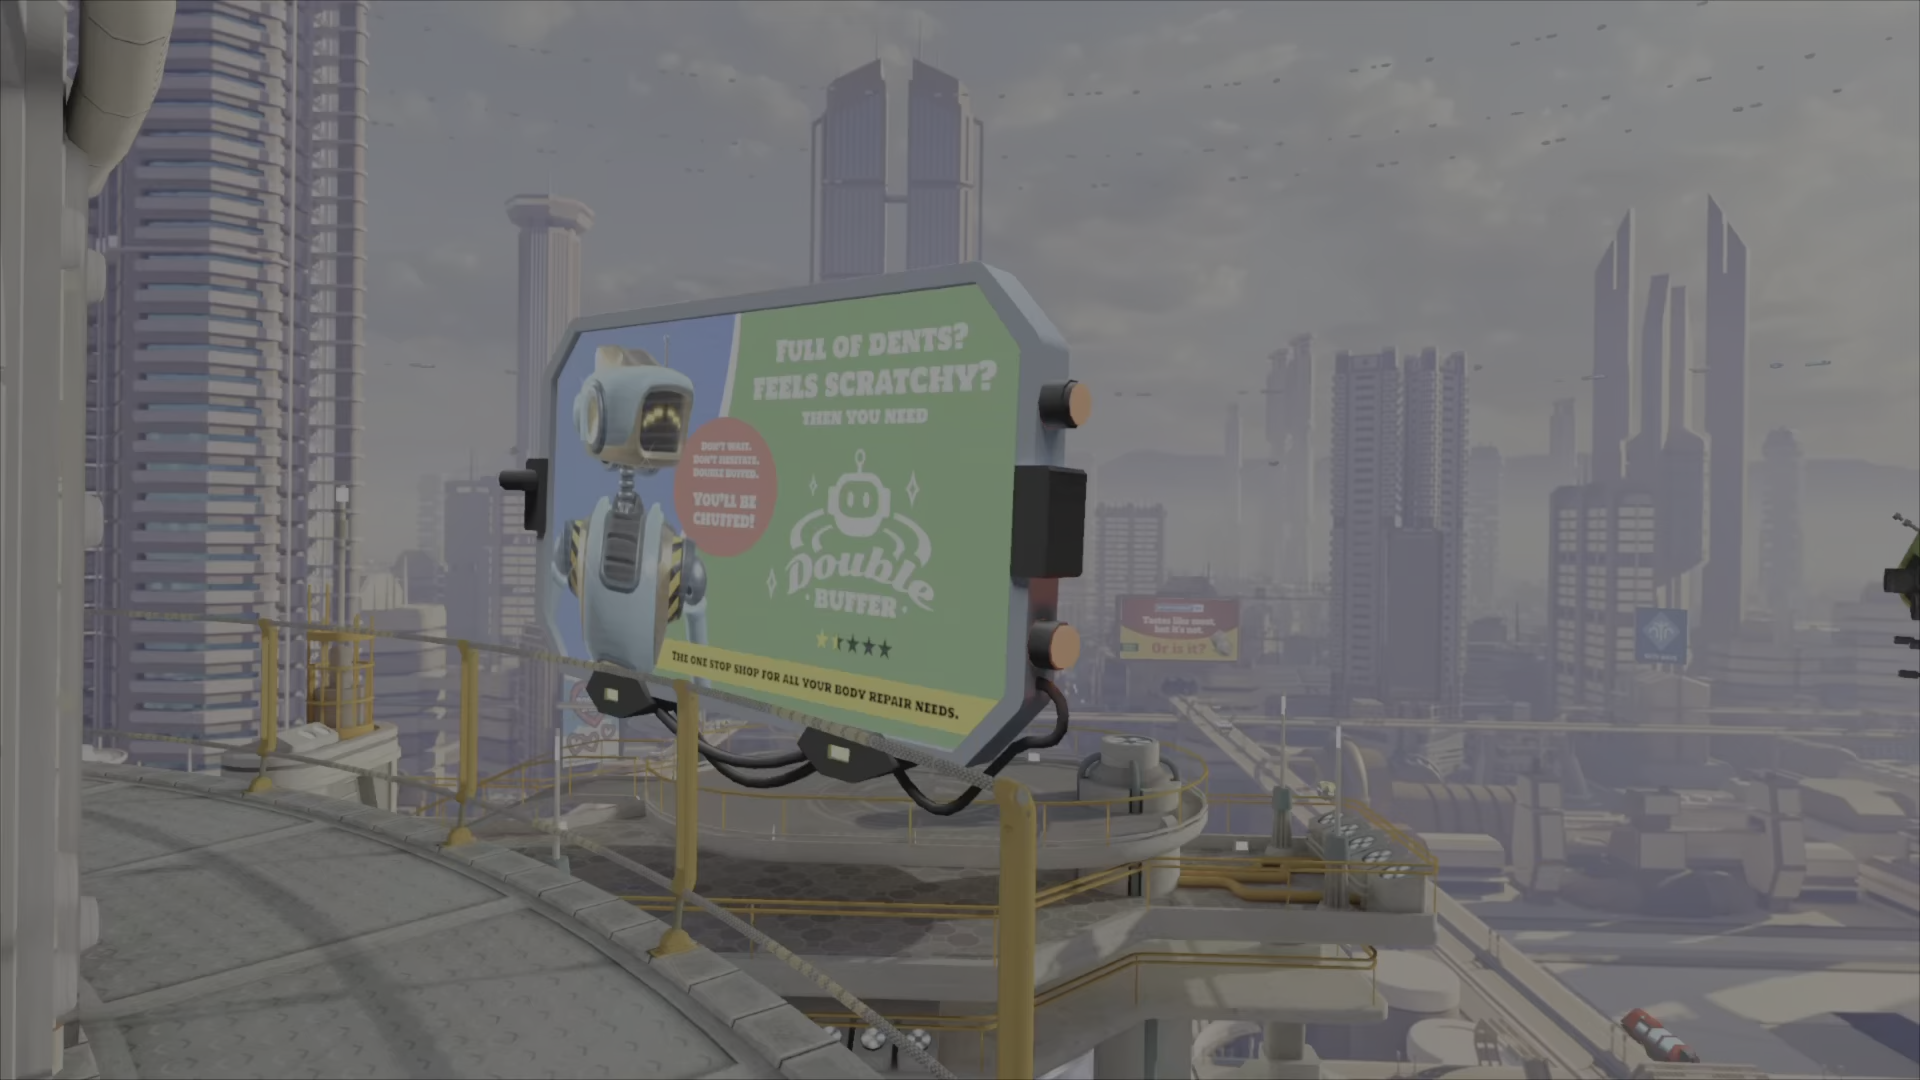 FULL OF DENTS?
FEELS SCRATCHY?
THEN YOU NEED
DON'T WAIT.
DON'T HESITATE.
DOUBLE BUFFER.
YOU'LL BE
CHUFFED!
Double
· BUFFER ·
THE ONE STOP SHOP FOR ALL YOUR BODY REPAIR NEEDS.
Tastes like meat,
but it's not.
Or is it?